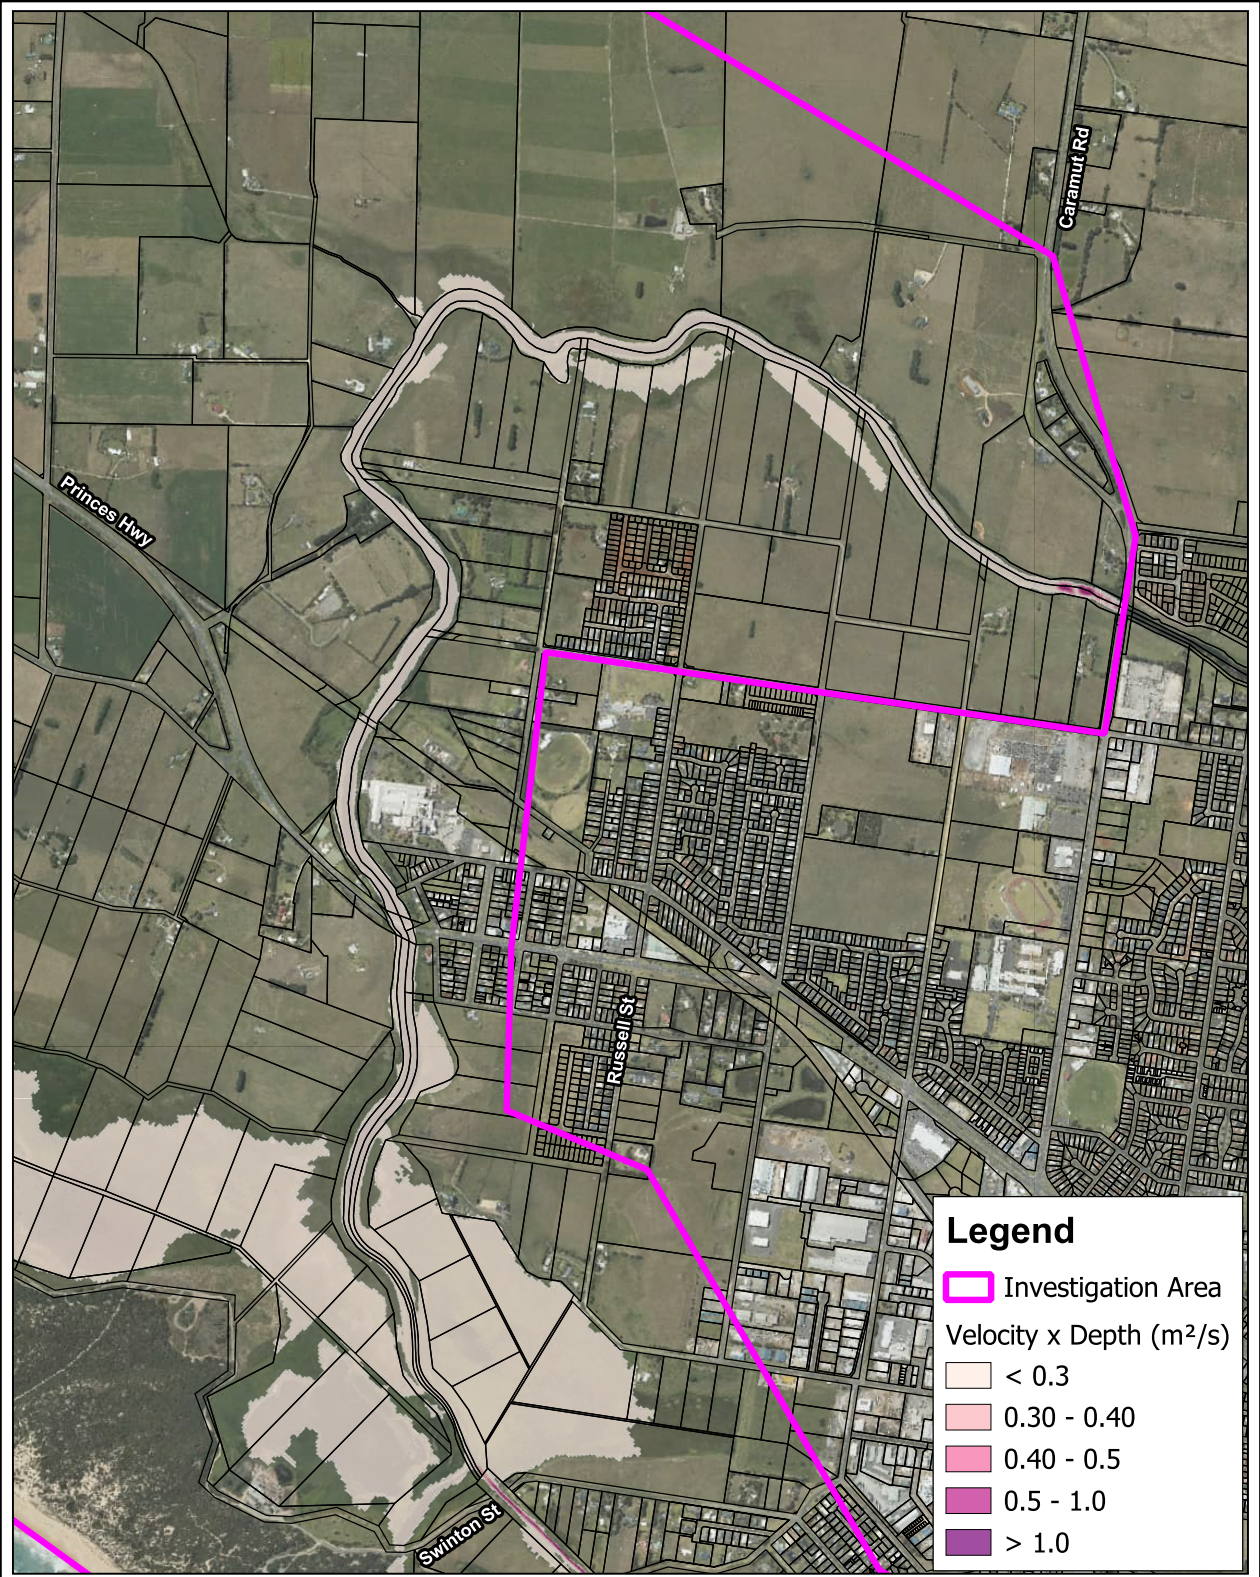 Caramut Rd
Princes Hwy
Russell St
Swinton St
Legend
Investigation Area
Velocity x Depth (m²/s)
< 0.3
0.30 - 0.40
0.40 - 0.5
0.5 - 1.0
> 1.0